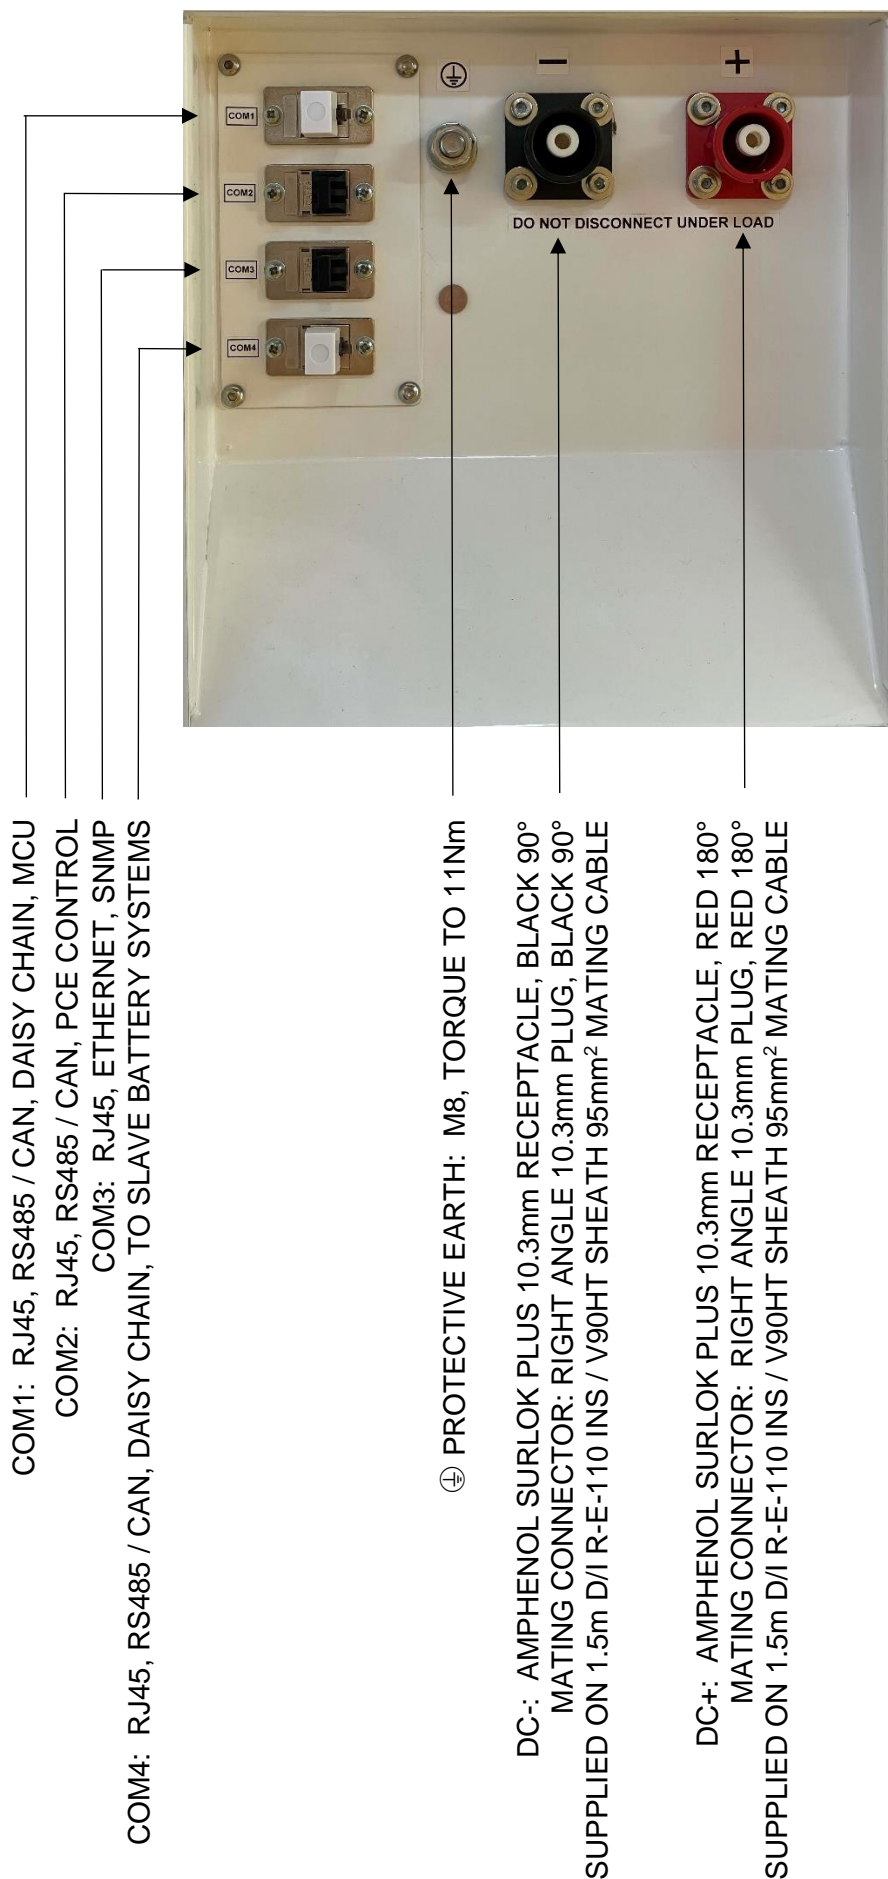 COM1
COM2
COM3
COM4
−
+
DO NOT DISCONNECT UNDER LOAD
COM1: RJ45, RS485 / CAN, DAISY CHAIN, MCU
COM2: RJ45, RS485 / CAN, PCE CONTROL
COM3: RJ45, ETHERNET, SNMP
COM4: RJ45, RS485 / CAN, DAISY CHAIN, TO SLAVE BATTERY SYSTEMS
⏚ PROTECTIVE EARTH: M8, TORQUE TO 11Nm
DC-: AMPHENOL SURLOK PLUS 10.3mm RECEPTACLE, BLACK 90°
MATING CONNECTOR: RIGHT ANGLE 10.3mm PLUG, BLACK 90°
SUPPLIED ON 1.5m D/I R-E-110 INS / V90HT SHEATH 95mm² MATING CABLE
DC+: AMPHENOL SURLOK PLUS 10.3mm RECEPTACLE, RED 180°
MATING CONNECTOR: RIGHT ANGLE 10.3mm PLUG, RED 180°
SUPPLIED ON 1.5m D/I R-E-110 INS / V90HT SHEATH 95mm² MATING CABLE